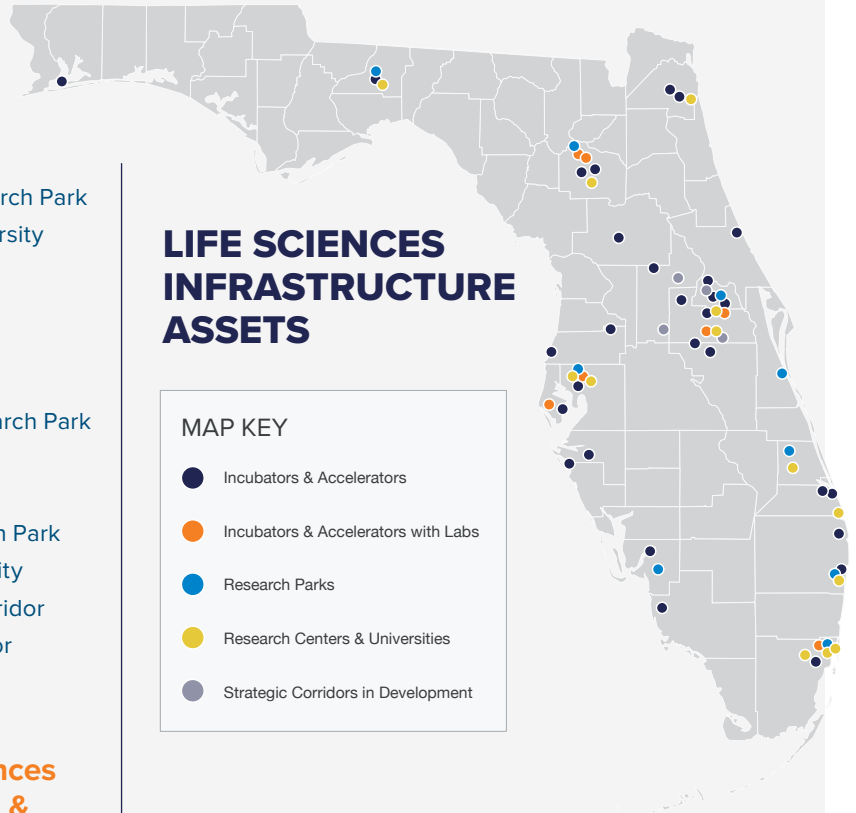 rch Park
rsity
arch Park
h Park
ity
ridor
or
nces
&
LIFE SCIENCES
INFRASTRUCTURE
ASSETS
MAP KEY
Incubators & Accelerators
Incubators & Accelerators with Labs
Research Parks
Research Centers & Universities
Strategic Corridors in Development